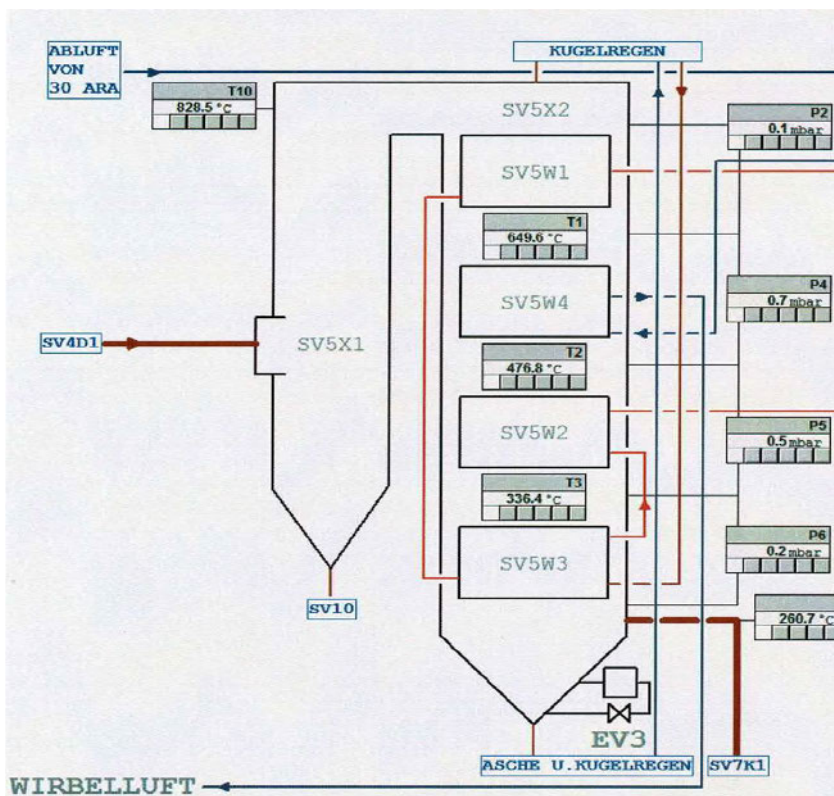 ABLUFT
VON
30 ARA
KUGELREGEN
T10
828.5 °C
SV5X2
P2
0.1 mbar
SV5W1
T1
649.6 °C
SV5W4
P4
0.7 mbar
SV4D1
SV5X1
T2
476.8 °C
SV5W2
P5
0.5 mbar
T3
336.4 °C
SV5W3
P6
0.2 mbar
SV10
260.7 °C
EV3
ASCHE U.KUGELREGEN
SV7K1
WIRBELLUFT